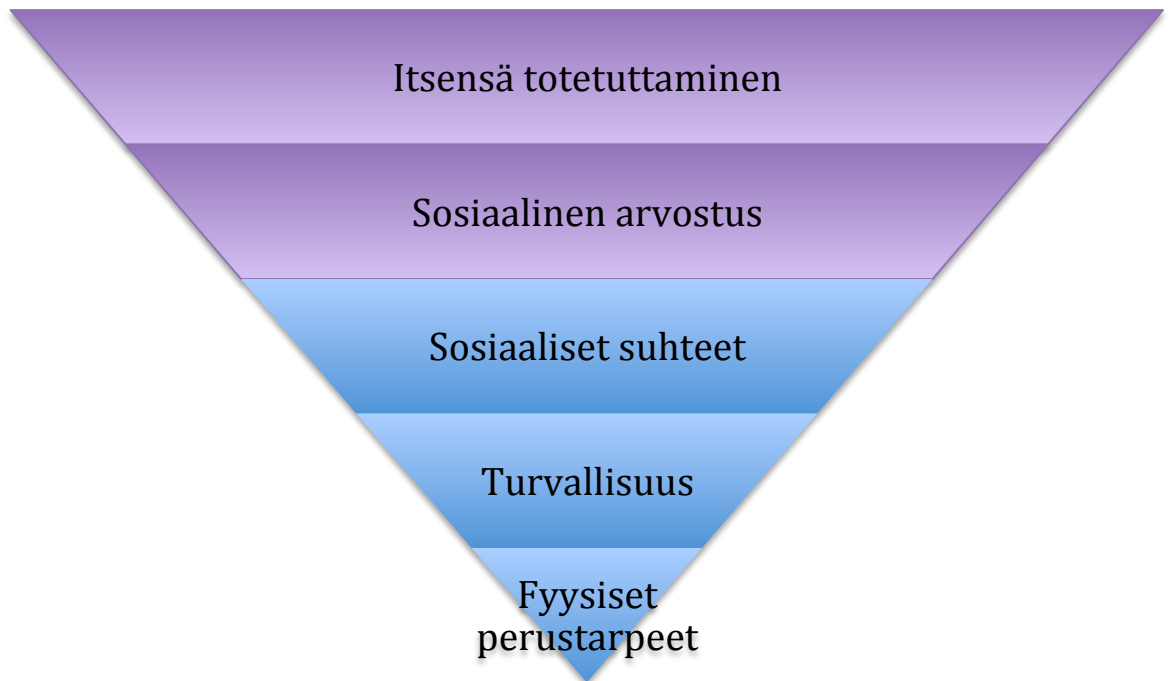 Itsensä totetuttaminen
Sosiaalinen arvostus
Sosiaaliset suhteet
Turvallisuus
Fyysiset
perustarpeet